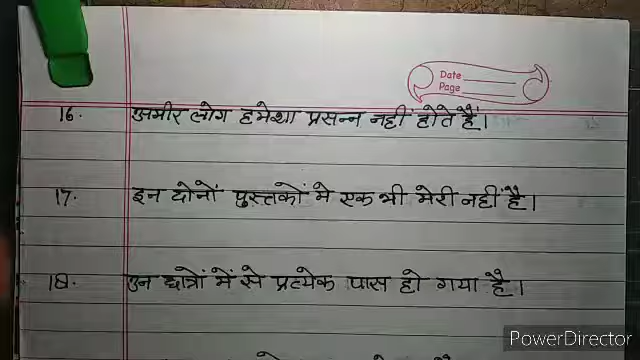 Date
Page
16. अमीर लोग हमेशा प्रसन्न नहीं होते हैं।
17. इन दोनों पुस्तकों मे एक भी मेरी नहीं है।
18. उन छात्रों में से प्रत्येक पास हो गया है।
PowerDirector